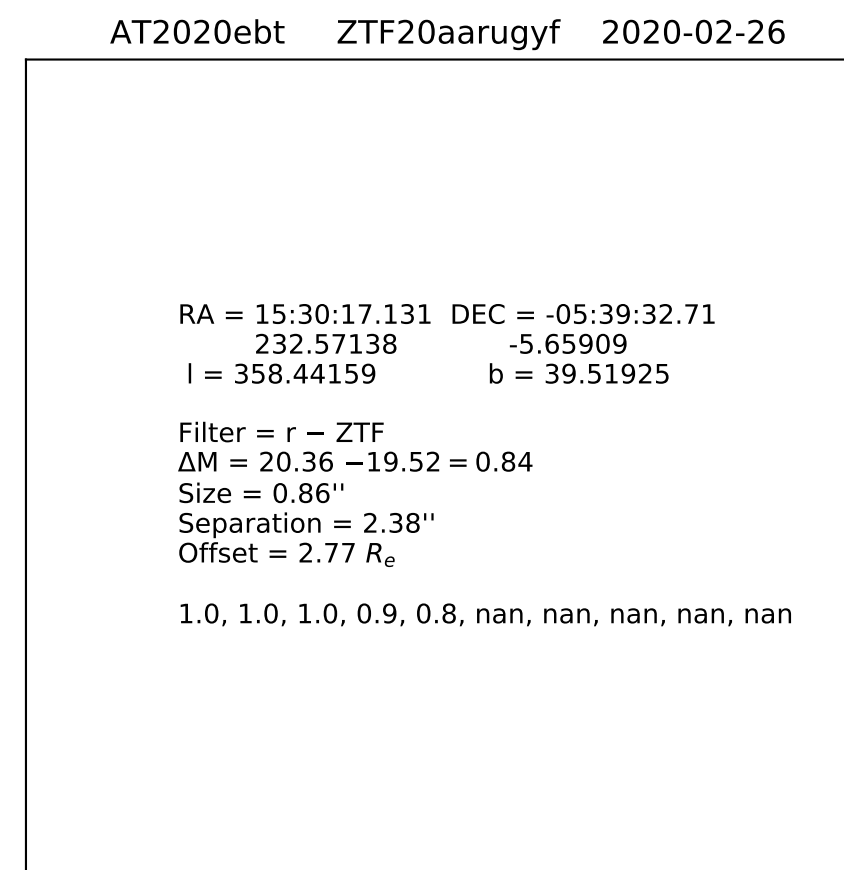 AT2020ebt ZTF20aarugyf 2020-02-26
RA = 15:30:17.131 DEC = -05:39:32.71
232.57138 -5.65909
l = 358.44159 b = 39.51925
Filter = r − ZTF
ΔM = 20.36 −19.52 = 0.84
Size = 0.86''
Separation = 2.38''
Offset = 2.77 Re
1.0, 1.0, 1.0, 0.9, 0.8, nan, nan, nan, nan, nan